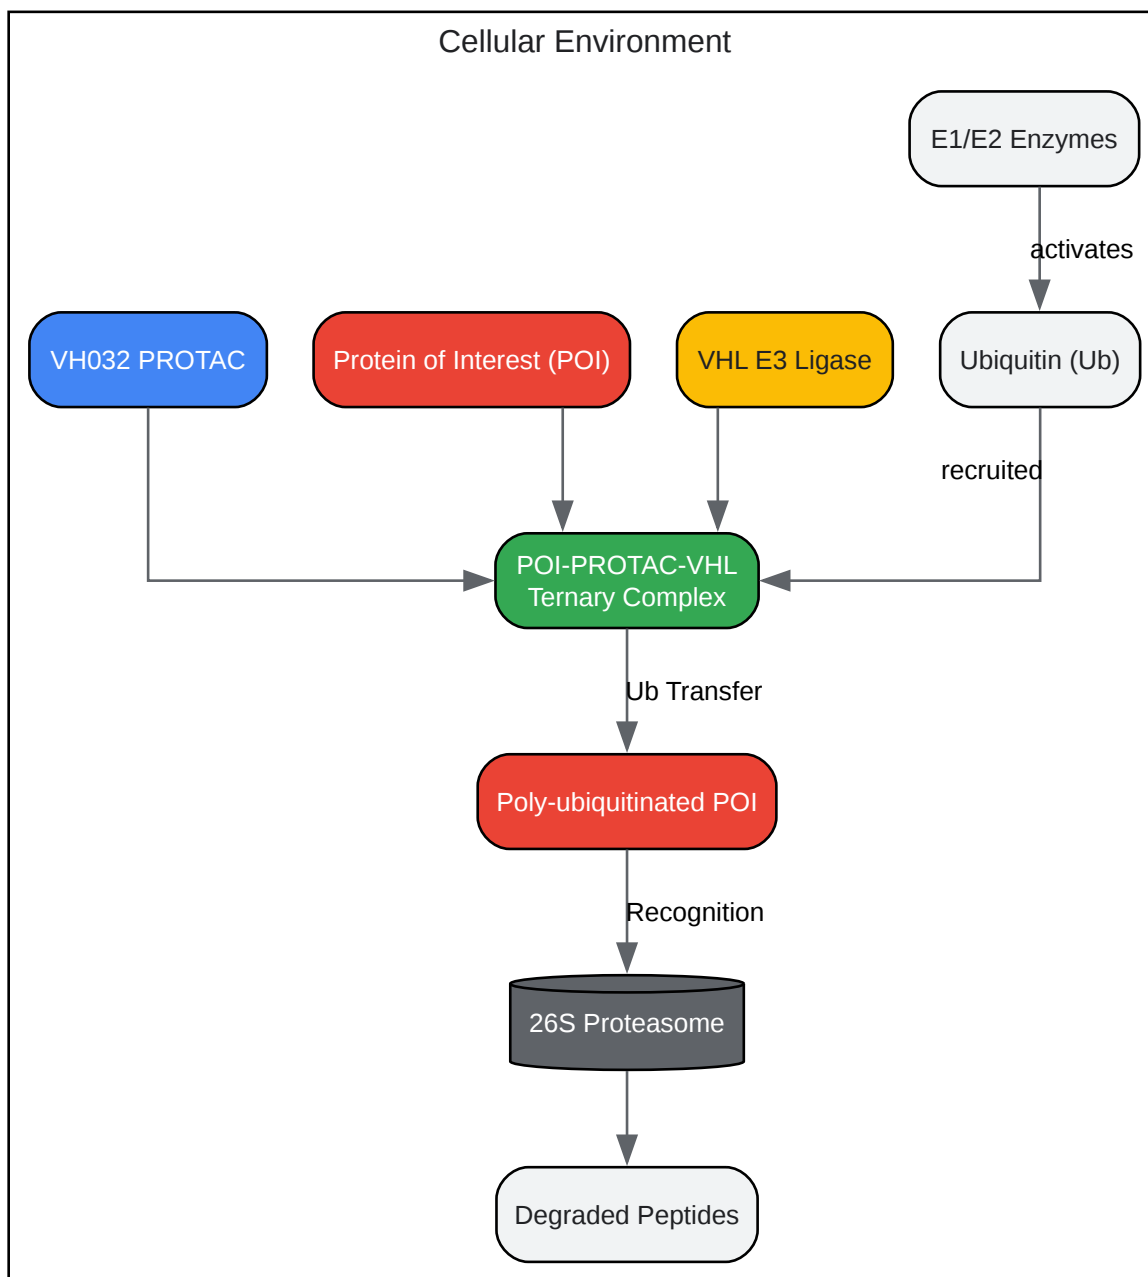 Cellular Environment
E1/E2 Enzymes
activates
VH032 PROTAC
Protein of Interest (POI)
VHL E3 Ligase
Ubiquitin (Ub)
recruited
POI-PROTAC-VHL
Ternary Complex
Ub Transfer
Poly-ubiquitinated POI
Recognition
26S Proteasome
Degraded Peptides